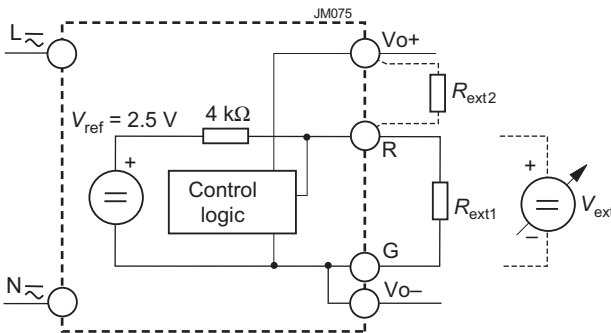 JM075
L
Vo+
Rext2
Vref = 2.5 V
4 kΩ
+
R
Control
logic
Rext1
+
Vext
–
G
N
Vo–